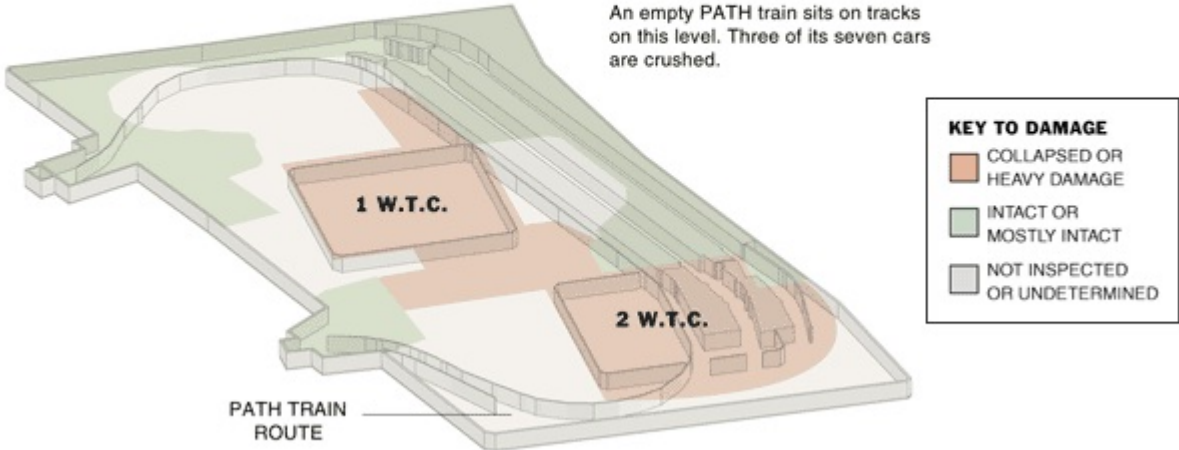 An empty PATH train sits on tracks
on this level. Three of its seven cars
are crushed.
KEY TO DAMAGE
COLLAPSED OR
HEAVY DAMAGE
INTACT OR
MOSTLY INTACT
NOT INSPECTED
OR UNDETERMINED
1 W.T.C.
2 W.T.C.
PATH TRAIN
ROUTE